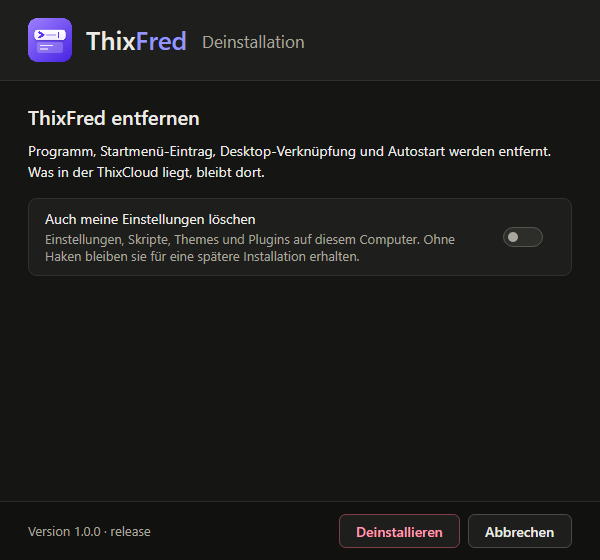 ThixFred Deinstallation
ThixFred entfernen
Programm, Startmenü-Eintrag, Desktop-Verknüpfung und Autostart werden entfernt.
Was in der ThixCloud liegt, bleibt dort.
Auch meine Einstellungen löschen
Einstellungen, Skripte, Themes und Plugins auf diesem Computer. Ohne
Haken bleiben sie für eine spätere Installation erhalten.
Version 1.0.0 · release
Deinstallieren
Abbrechen